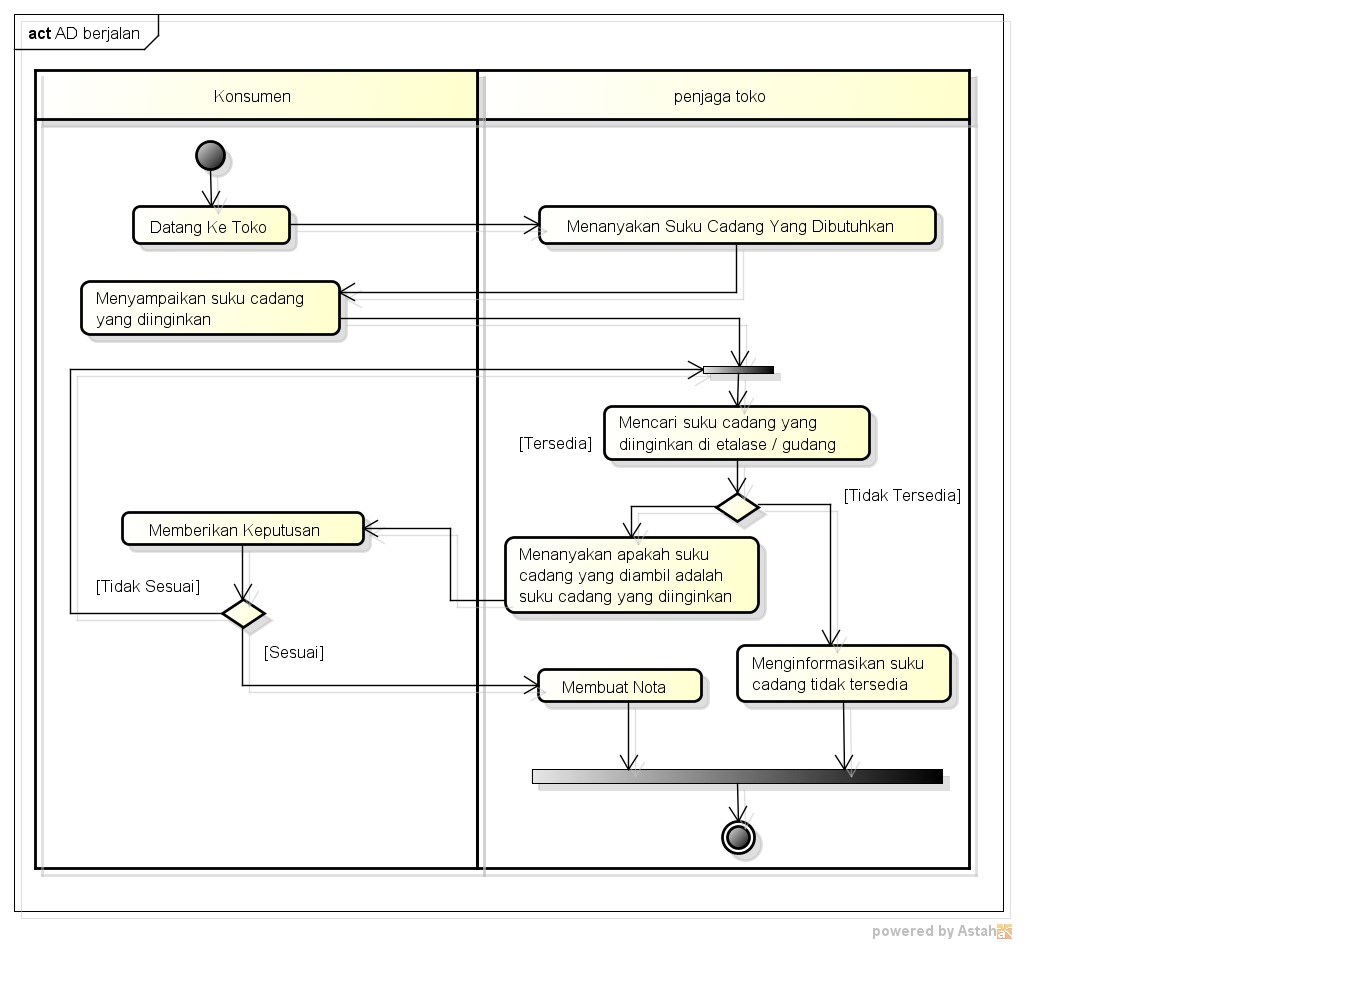 act AD berjalan
Konsumen
penjaga toko
Datang Ke Toko
Menanyakan Suku Cadang Yang Dibutuhkan
Menyampaikan suku cadang
yang diinginkan
Mencari suku cadang yang
diinginkan di etalase / gudang
[Tersedia]
[Tidak Tersedia]
Memberikan Keputusan
Menanyakan apakah suku
cadang yang diambil adalah
suku cadang yang diinginkan
[Tidak Sesuai]
[Sesuai]
Menginformasikan suku
cadang tidak tersedia
Membuat Nota
powered by Astah